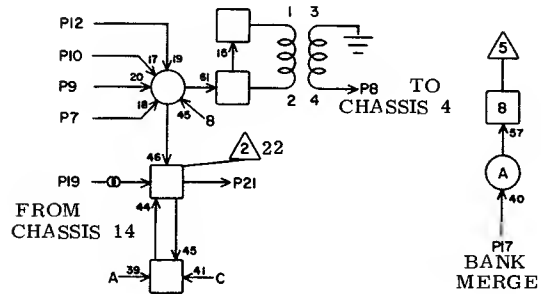 P12
1 3
P10 17 19 16
5
P9 20 61
2 4 P8 TO
CHASSIS 4
P7 18 45 8
8
57
46 2 22
A
P19 P21
40
FROM
CHASSIS 14
44
45
P17
A 39 41 C
BANK
MERGE